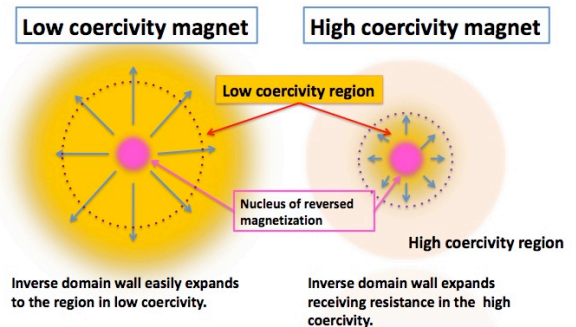 Low coercivity magnet
High coercivity magnet
Low coercivity region
Nucleus of reversed
magnetization
High coercivity region
Inverse domain wall easily expands
to the region in low coercivity.
Inverse domain wall expands
receiving resistance in the high
coercivity.